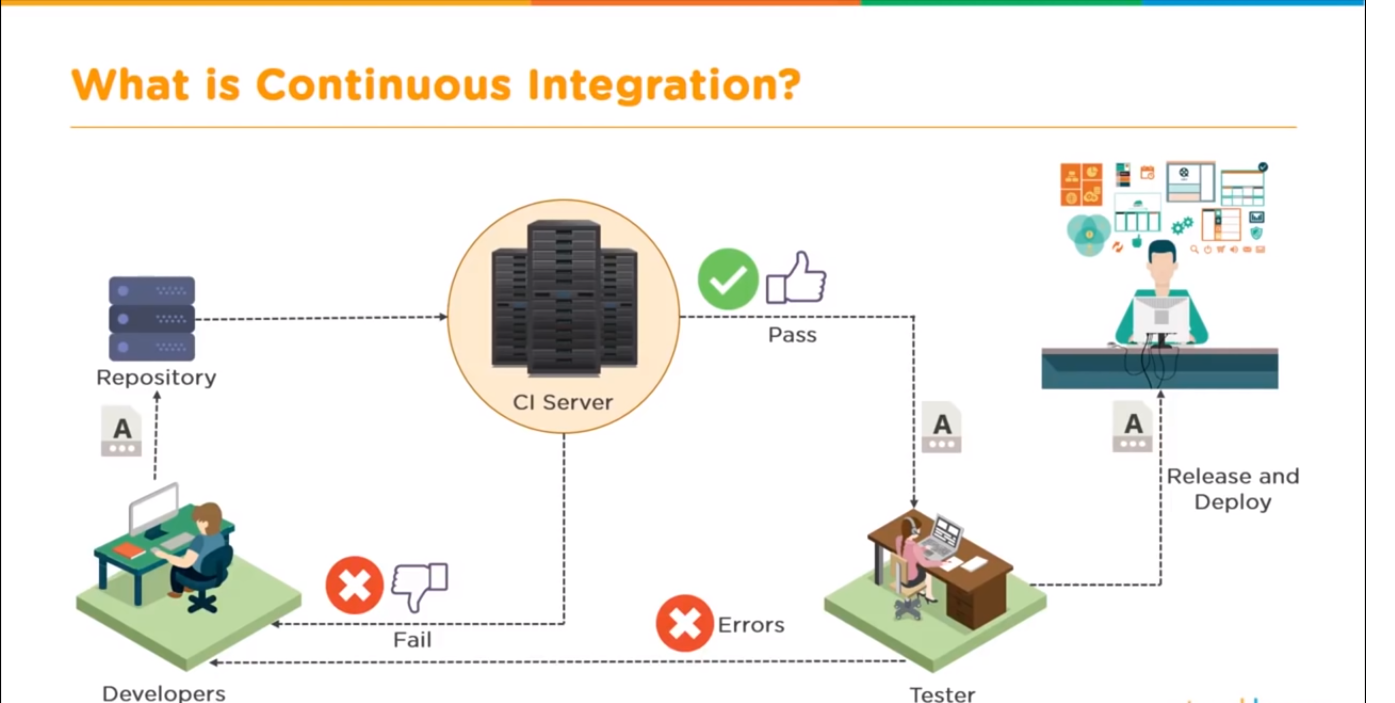 What is Continuous Integration?
Repository
A
CI Server
Pass
A
A
Release and
Deploy
Fail
Errors
Developers
Tester